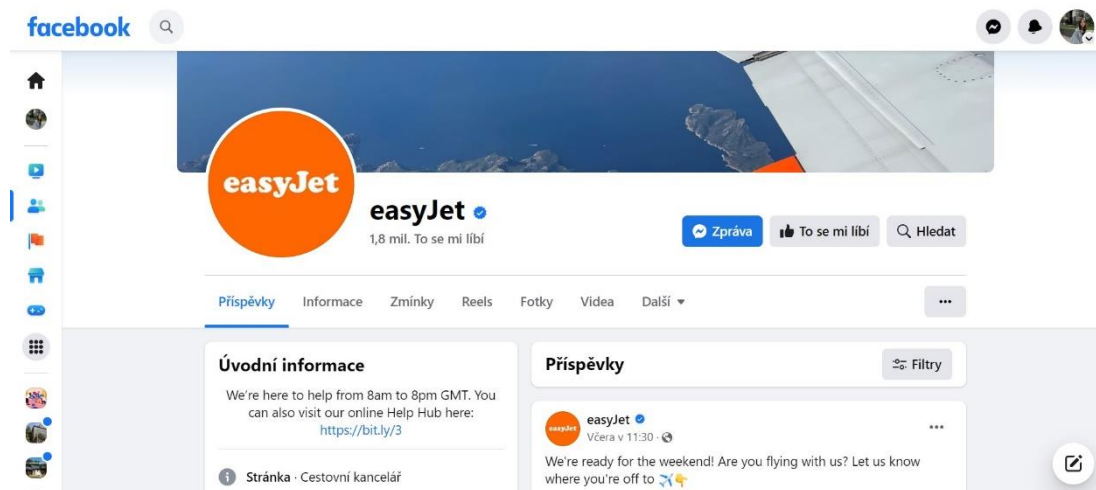 facebook
easyJet
easyJet
1,8 mil. To se mi líbí
Zpráva
To se mi líbí
Hledat
Příspěvky
Informace
Zmínky
Reels
Fotky
Videa
Další
Úvodní informace
We're here to help from 8am to 8pm GMT. You
can also visit our online Help Hub here:
https://bit.ly/3
Stránka · Cestovní kancelář
Příspěvky
Filtry
easyJet
easyJet
Včera v 11:30 ·
We're ready for the weekend! Are you flying with us? Let us know
where you're off to ✈️👇